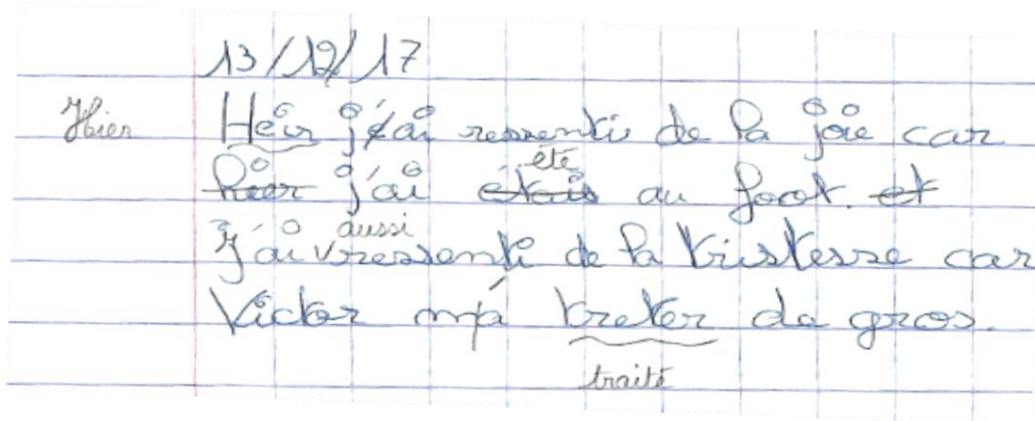 13/12/17
Hier Heir j'ai ressenti de la joie car
été
hier j'ai étais au foot. et
aussi
J'ai ressenti de la tristesse car
Victor m'a treter de gros.
traité